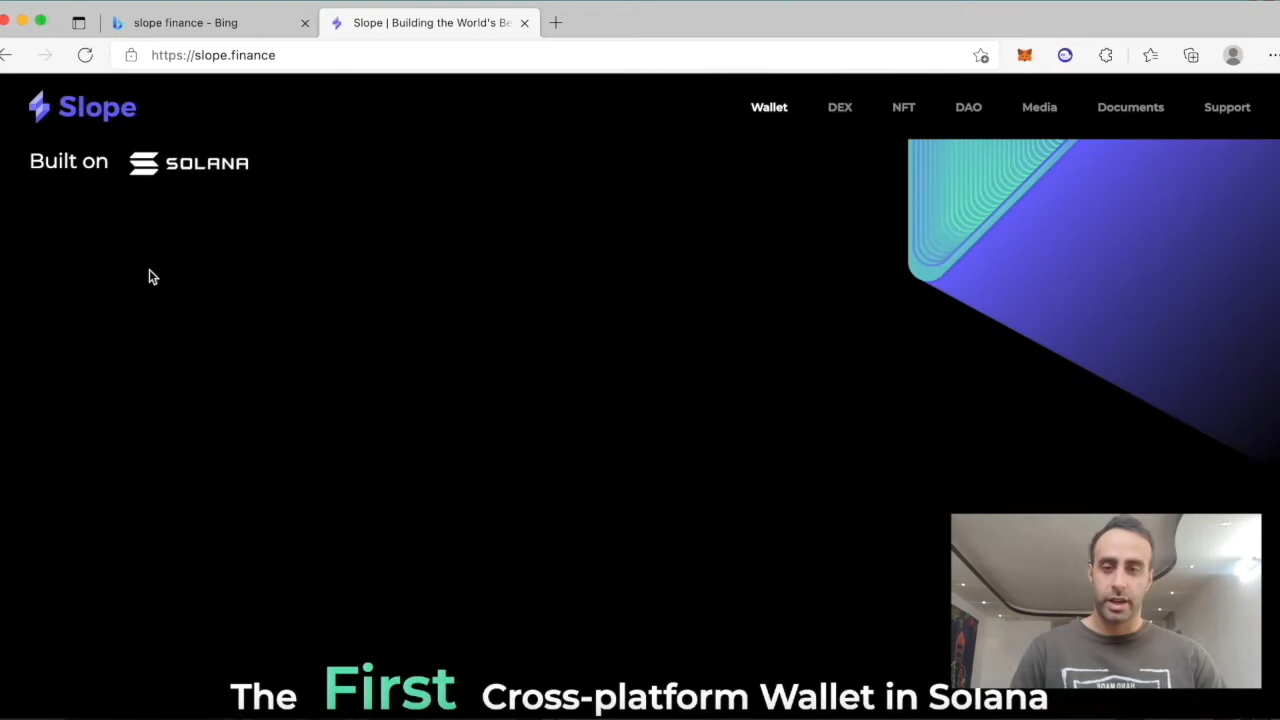 slope finance - Bing
Slope | Building the World's Be
https://slope.finance
Slope
Wallet
DEX
NFT
DAO
Media
Documents
Support
Built on SOLANA
The First Cross-platform Wallet in Solana